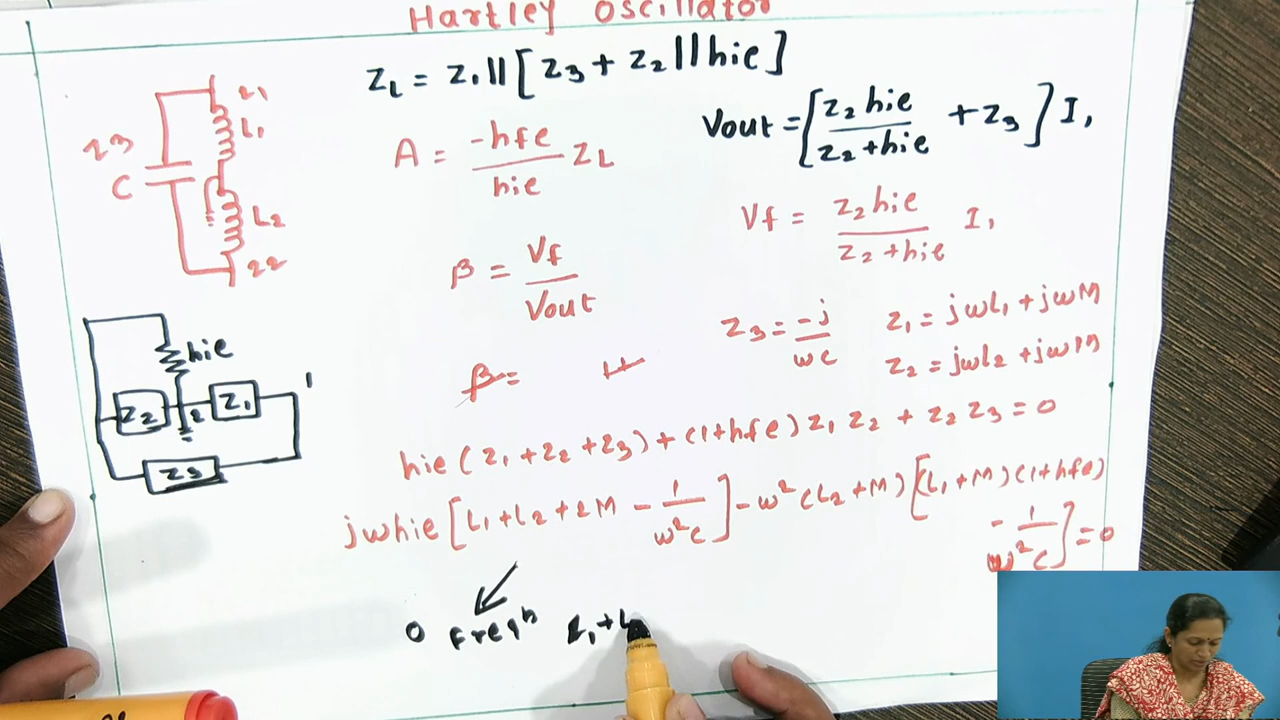 Hartley Oscillator
ZL = Z1||[Z3 + Z2||hie]
Z1
L1
Z3
C
L2
Z2
A = -hfe/hie ZL
Vout = [Z2 hie/Z2+hie + Z3] I1
Vf = Z2 hie/Z2+hie I1
β = Vf/Vout
Z3 = -j/ωC
Z1 = jωL1 + jωM
Z2 = jωL2 + jωM
β =
hie
Z2
2
Z1
1
Z3
hie (Z1+Z2+Z3) + (1+hfe) Z1 Z2 + Z2 Z3 = 0
jωhie [L1+L2+2M - 1/ω²C] - ω² (L2+M) [(L1+M) (1+hfe)
- 1/ω²C] = 0
0 freqn L1+L